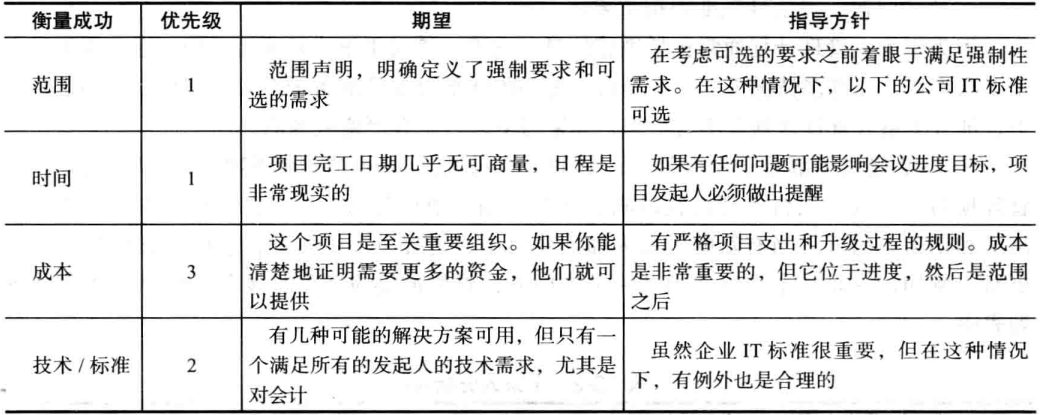 衡量成功 优先级 期望 指导方针
范围 1 范围声明，明确定义了强制要求和可选的需求 在考虑可选的要求之前着眼于满足强制性需求。在这种情况下，以下的公司 IT 标准可选
时间 1 项目完工日期几乎无可商量，日程是非常现实的 如果有任何问题可能影响会议进度目标，项目发起人必须做出提醒
成本 3 这个项目是至关重要组织。如果你能清楚地证明需要更多的资金，他们就可以提供 有严格项目支出和升级过程的规则。成本是非常重要的，但它位于进度，然后是范围之后
技术 / 标准 2 有几种可能的解决方案可用，但只有一个满足所有的发起人的技术需求，尤其是对会计 虽然企业 IT 标准很重要，但在这种情况下，有例外也是合理的